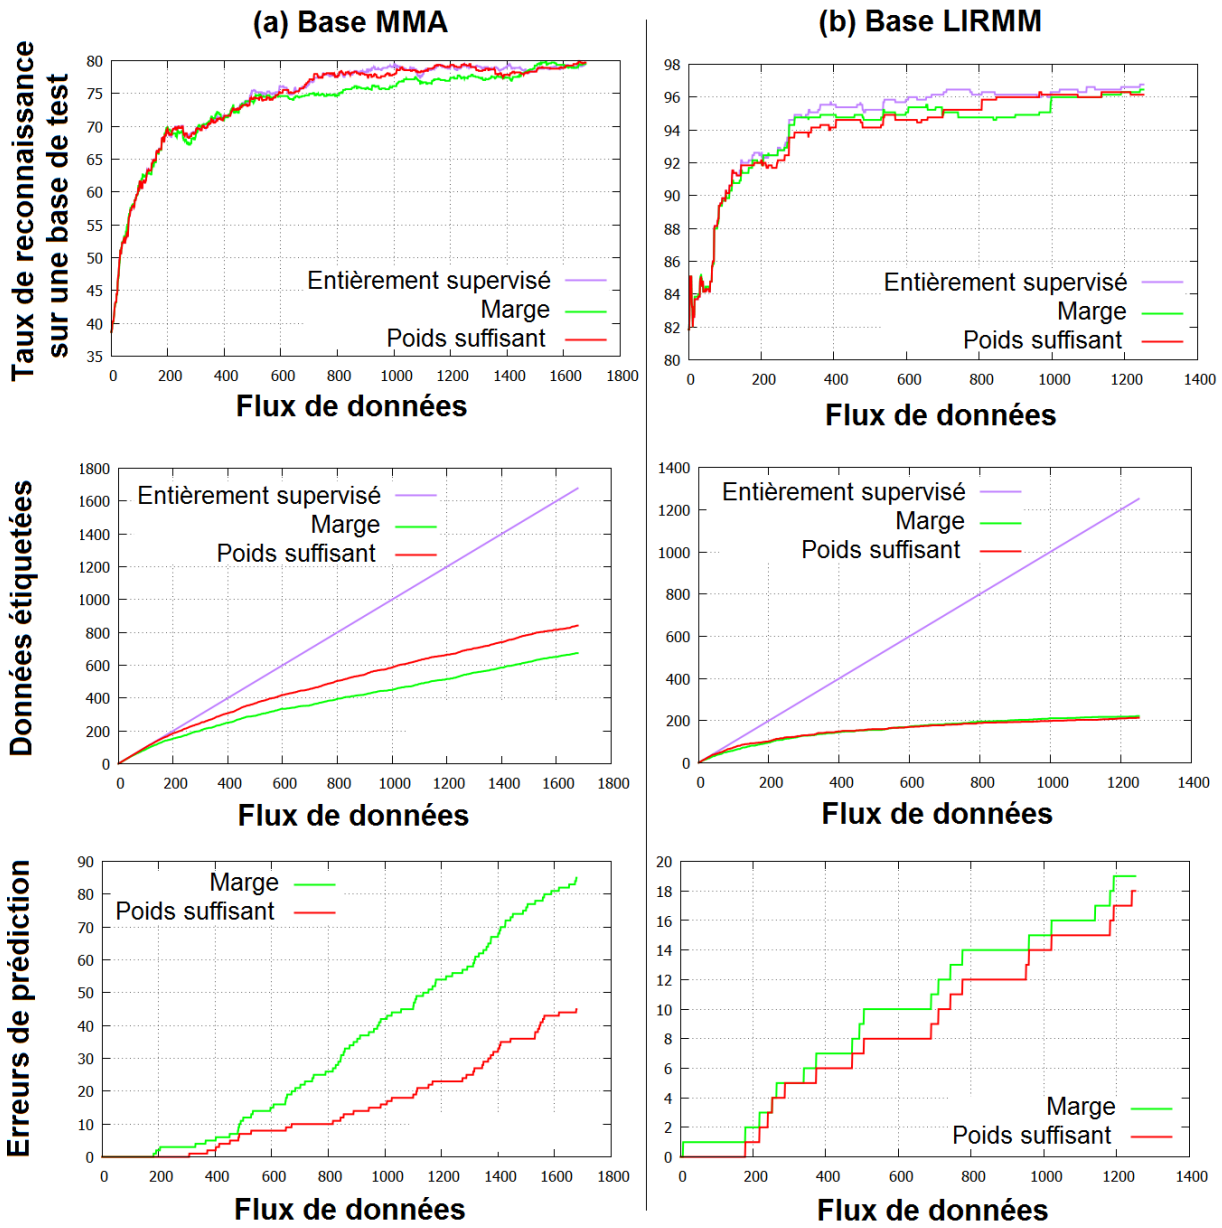 (a) Base MMA
(b) Base LIRMM
Taux de reconnaissance
sur une base de test
80
75
70
65
60
55
50
45
40
35
Entièrement supervisé
Marge
Poids suffisant
0 200 400 600 800 1000 1200 1400 1600 1800
Flux de données
98
96
94
92
90
88
86
84
82
80
Entièrement supervisé
Marge
Poids suffisant
0 200 400 600 800 1000 1200 1400
Flux de données
Données étiquetées
1800
1600
1400
1200
1000
800
600
400
200
0
Entièrement supervisé
Marge
Poids suffisant
0 200 400 600 800 1000 1200 1400 1600 1800
Flux de données
1400
1200
1000
800
600
400
200
0
Entièrement supervisé
Marge
Poids suffisant
0 200 400 600 800 1000 1200 1400
Flux de données
Erreurs de prédiction
90
80
70
60
50
40
30
20
10
0
Marge
Poids suffisant
0 200 400 600 800 1000 1200 1400 1600 1800
Flux de données
20
18
16
14
12
10
8
6
4
2
0
Marge
Poids suffisant
0 200 400 600 800 1000 1200 1400
Flux de données